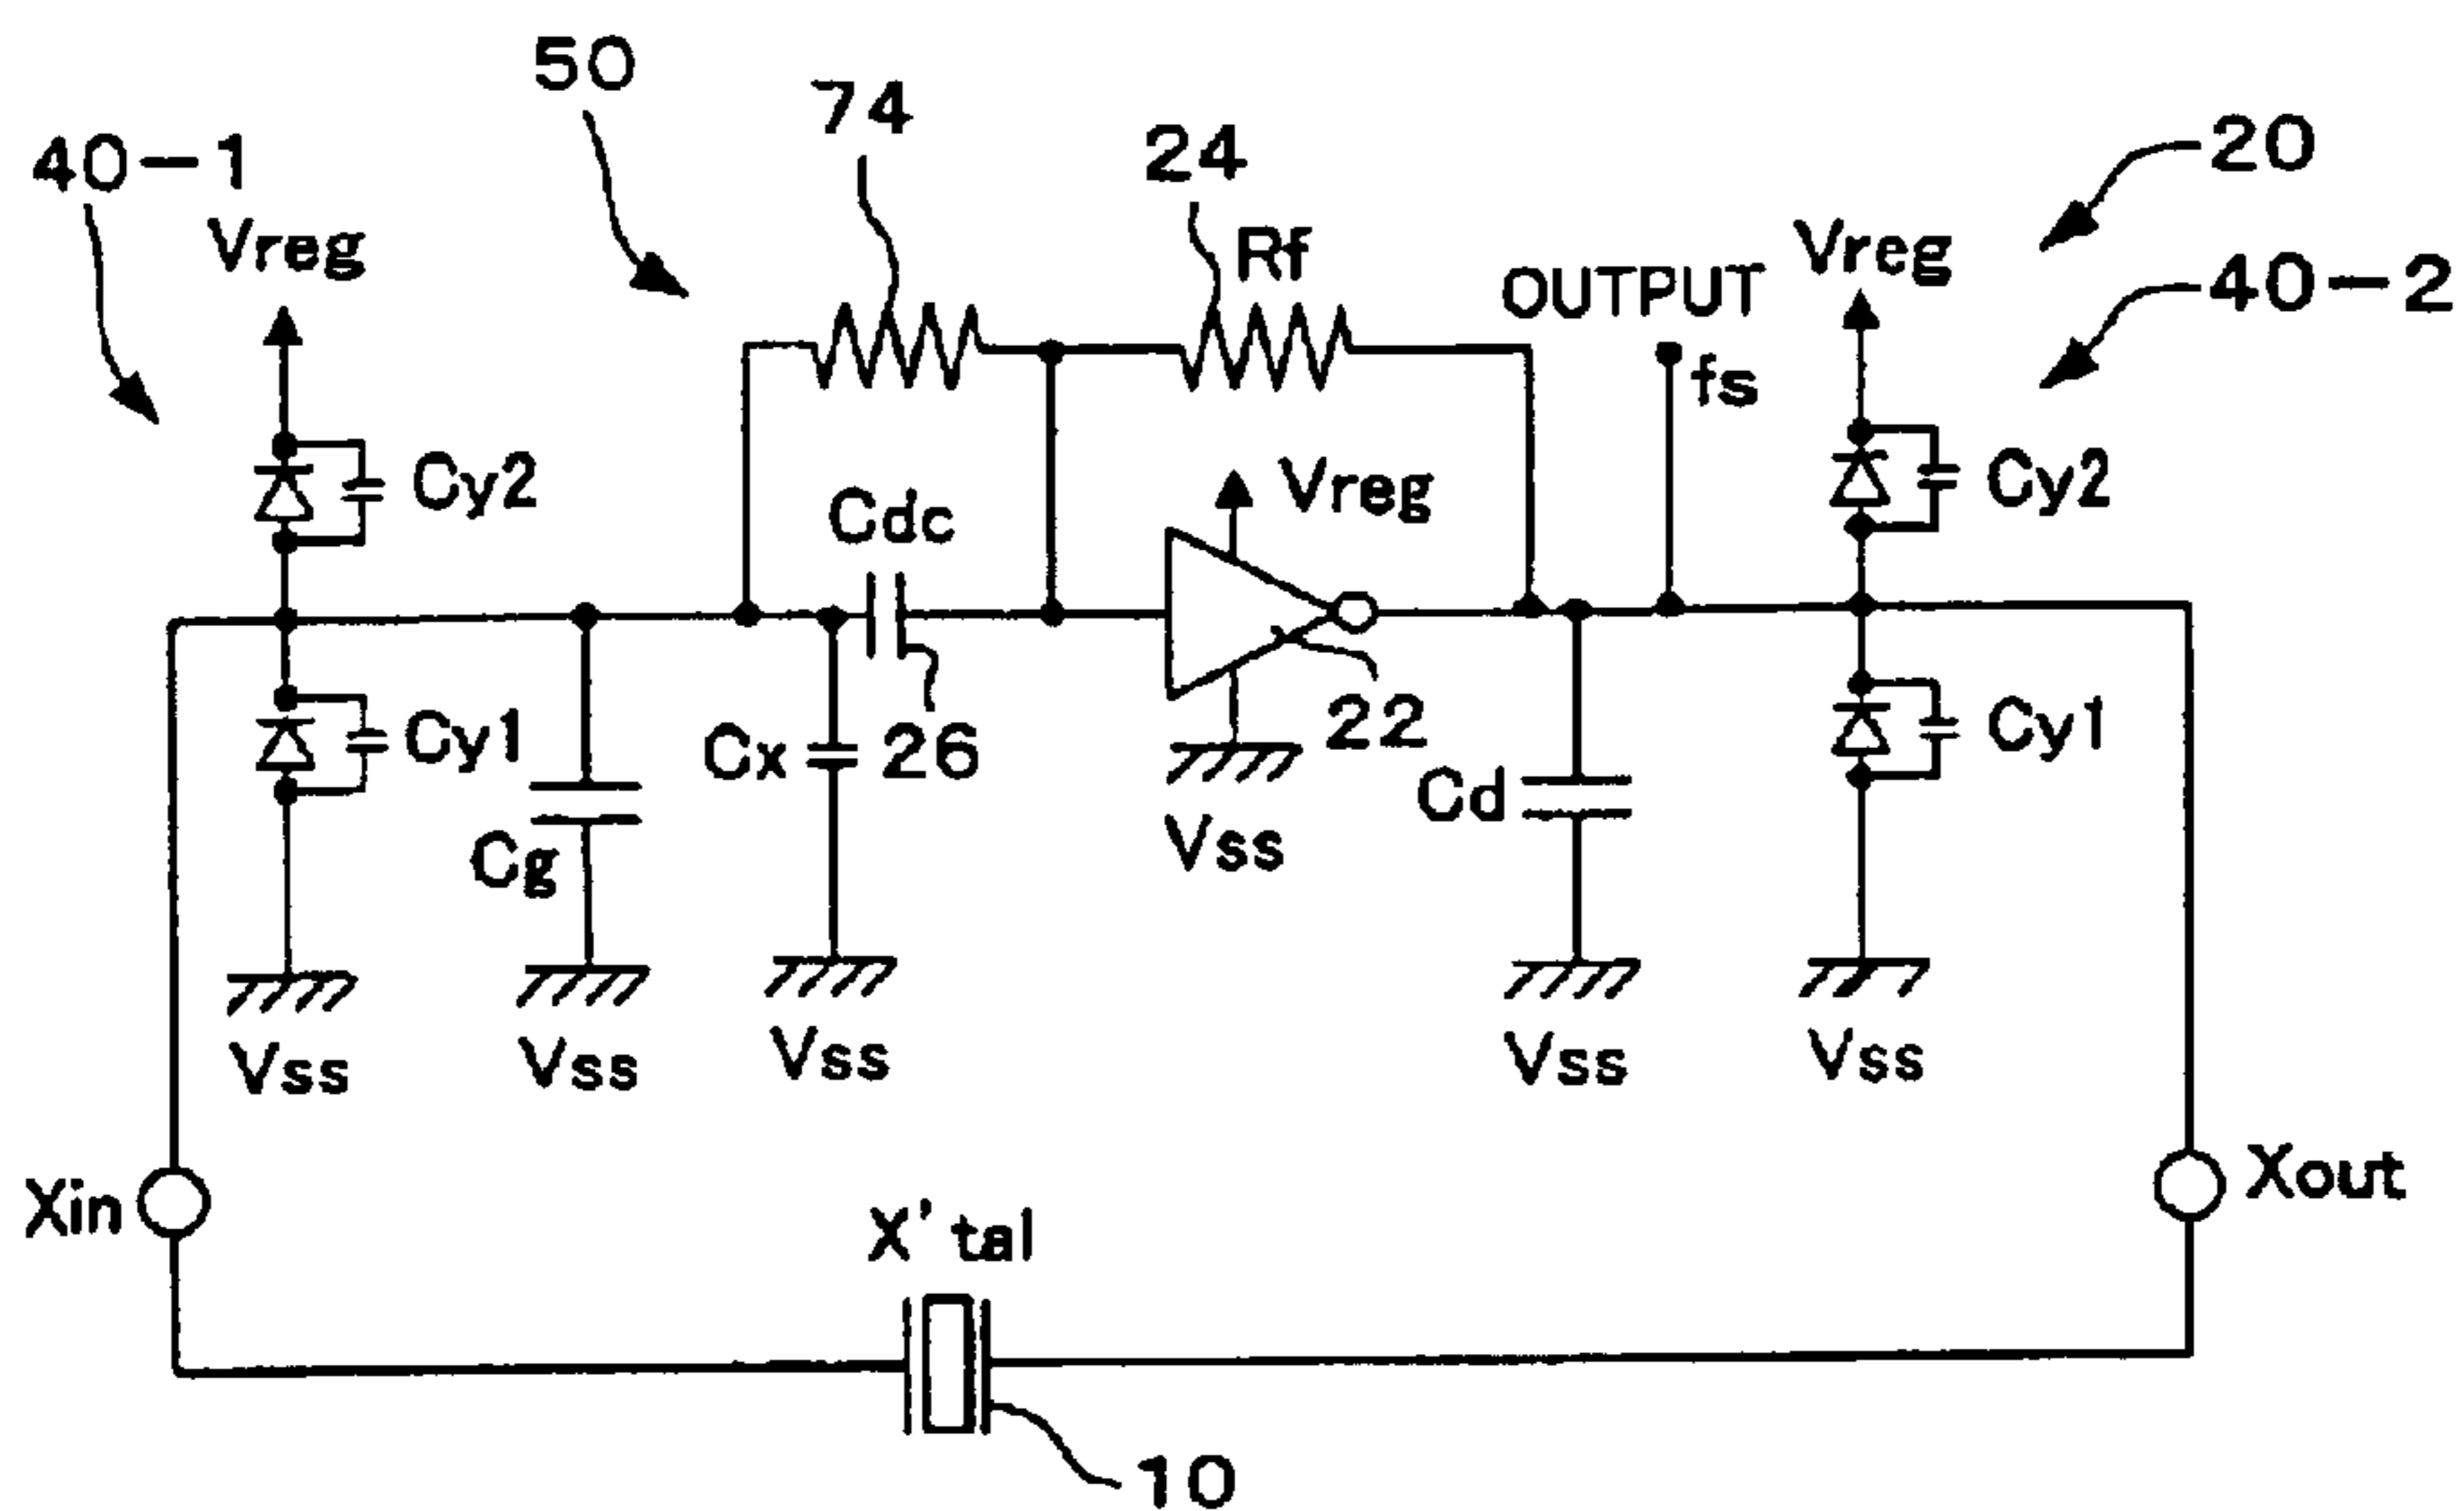 50
74
24
20
40-1
Vreg
Rf
OUTPUT
Vreg
40-2
fs
Cy2
Cdc
Vreg
Cy2
Cy1
Cx
26
22
Cy1
Cg
Vss
Cd
Vss
Vss
Vss
Vss
Vss
Xin
X'tal
Xout
10